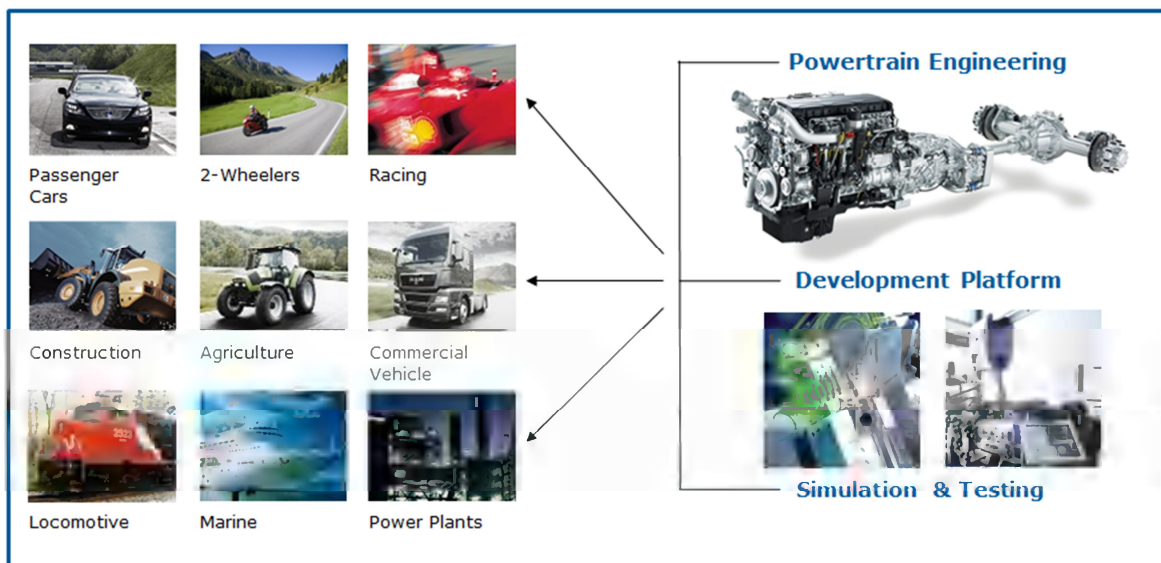 Passenger
Cars
2-Wheelers
Racing
Construction
Agriculture
Commercial
Vehicle
2323
Locomotive
Marine
Power Plants
Powertrain Engineering
Development Platform
Simulation & Testing